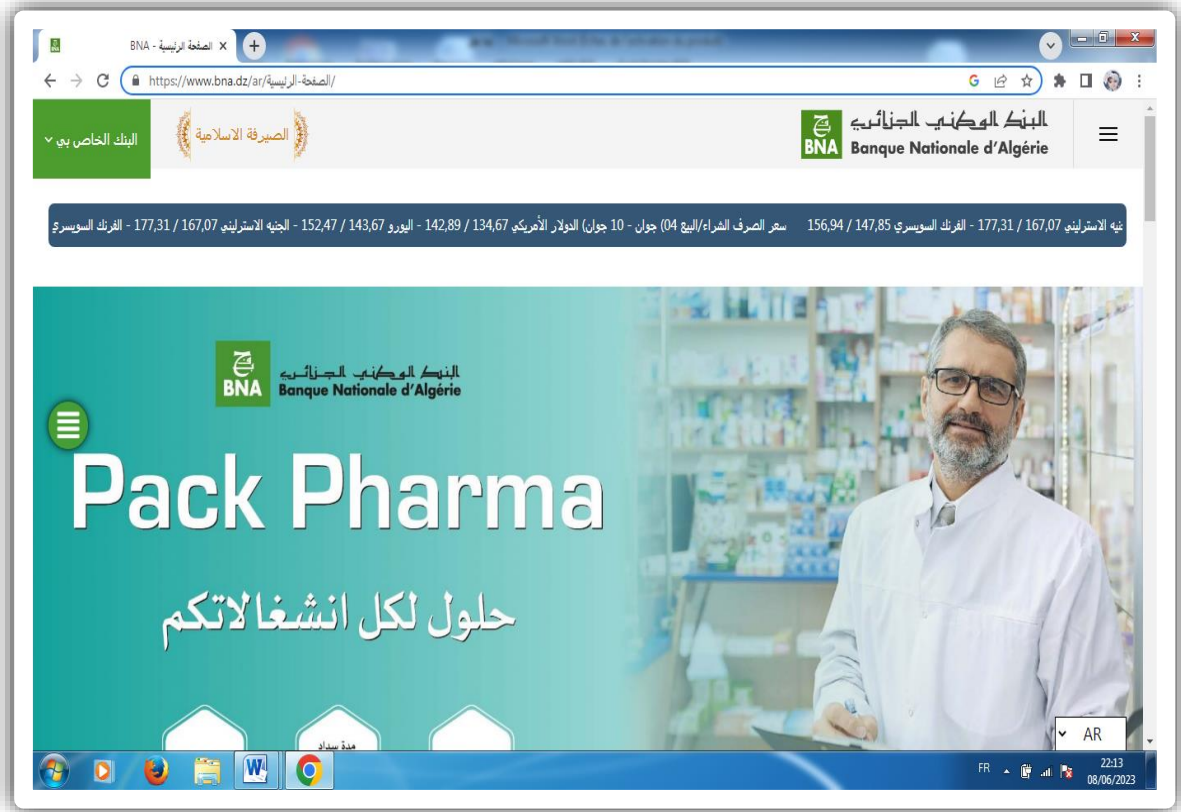 الصفحة الرئيسية - BNA
https://www.bna.dz/ar/الصفحة-الرئيسية/
البنك الخاص بي
الصيرفة الاسلامية
البنك الوطني الجزائري
BNA Banque Nationale d'Algérie
نيه الاسترليني 167,07 / 177,31 - الفرنك السويسري 147,85 / 156,94 سعر الصرف الشراء/البيع 04) جوان - 10 جوان) الدولار الأمريكي 134,67 / 142,89 - اليورو 143,67 / 152,47 - الجنيه الاسترليني 167,07 / 177,31 - الفرنك السويسري
البنك الوطني الجزائري
BNA Banque Nationale d'Algérie
Pack Pharma
حلول لكل انشغالاتكم
مدة سداد
AR
FR
22:13
08/06/2023